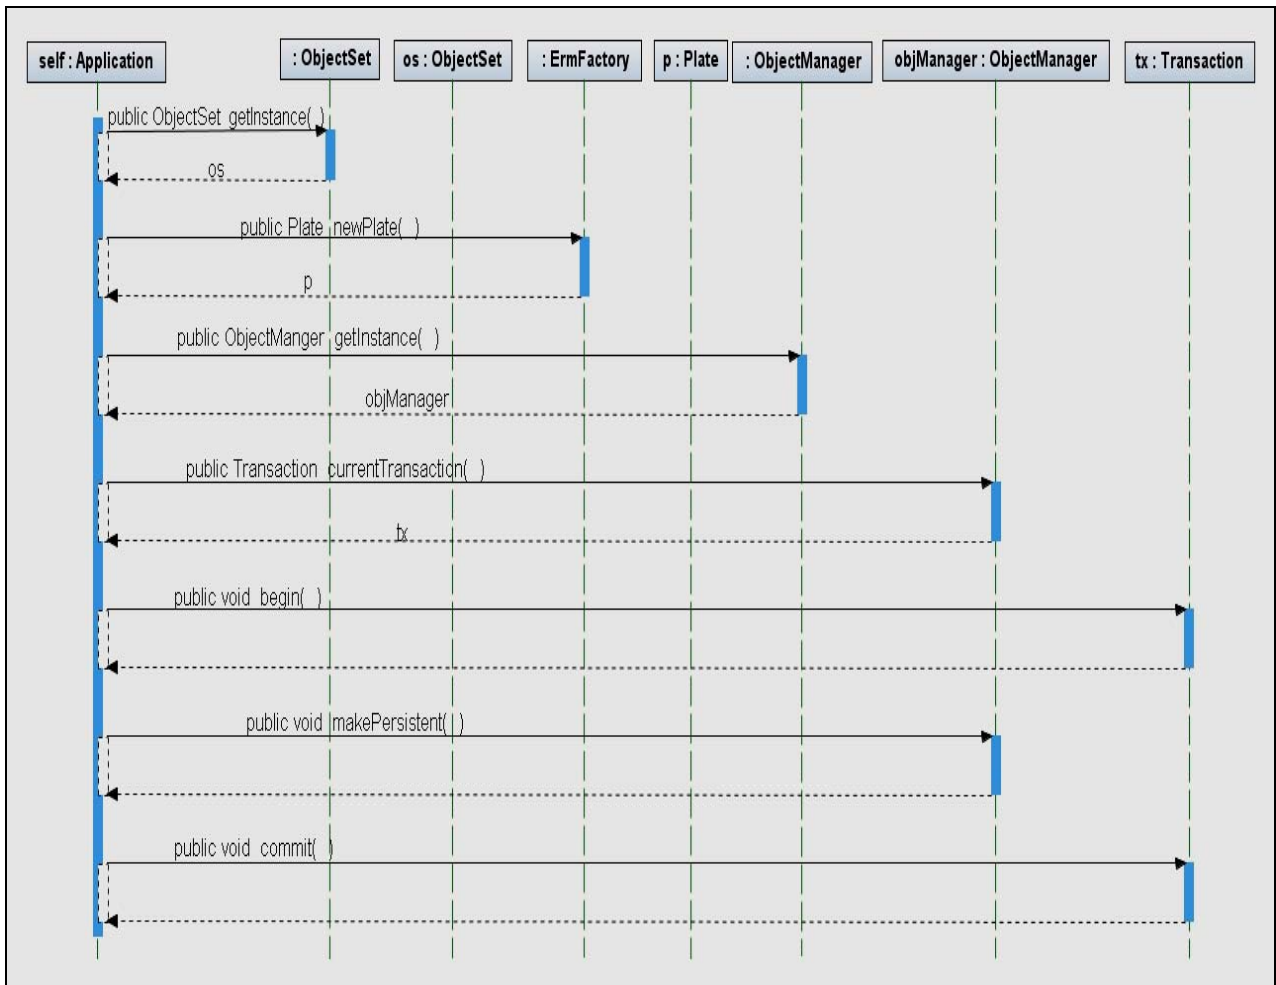 self : Application
: ObjectSet
os : ObjectSet
: ErmFactory
p : Plate
: ObjectManager
objManager : ObjectManager
tx : Transaction
public ObjectSet getInstance( )
os
public Plate newPlate( )
p
public ObjectManger getInstance( )
objManager
public Transaction currentTransaction( )
tx
public void begin( )
public void makePersistent( )
public void commit( )